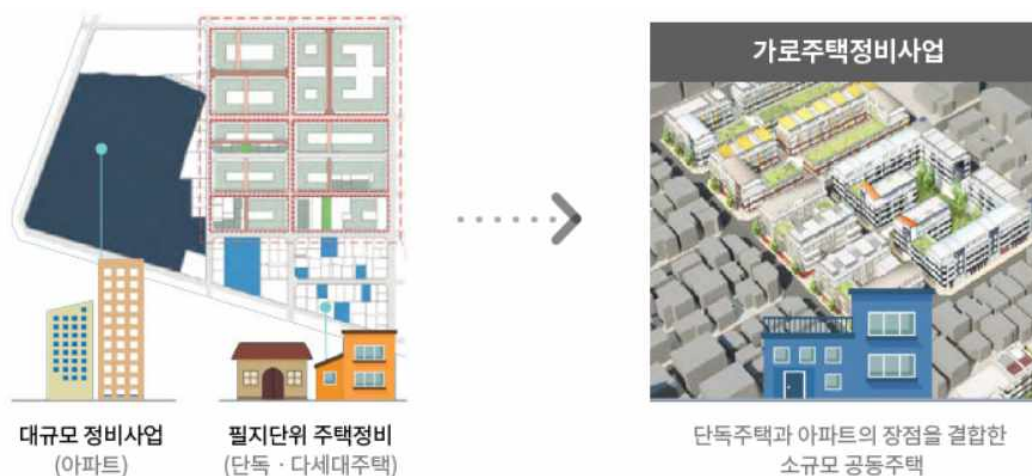 가로주택정비사업
대규모 정비사업
(아파트)
필지단위 주택정비
(단독 · 다세대주택)
단독주택과 아파트의 장점을 결합한
소규모 공동주택